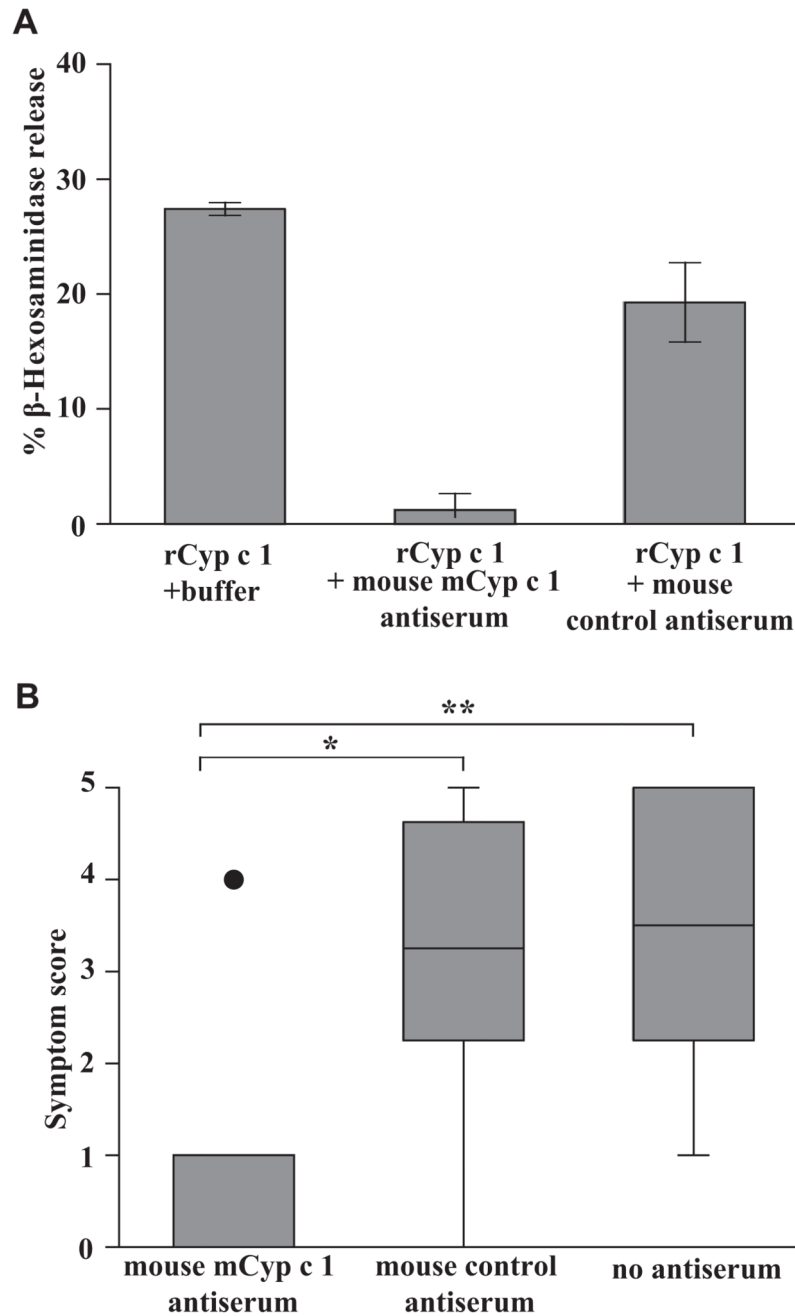 A
% β-Hexosaminidase release
40
30
20
10
0
rCyp c 1
+buffer
rCyp c 1
+ mouse mCyp c 1
antiserum
rCyp c 1
+ mouse
control antiserum
B
**
*
Symptom score
5
4
3
2
1
0
mouse mCyp c 1
antiserum
mouse control
antiserum
no antiserum